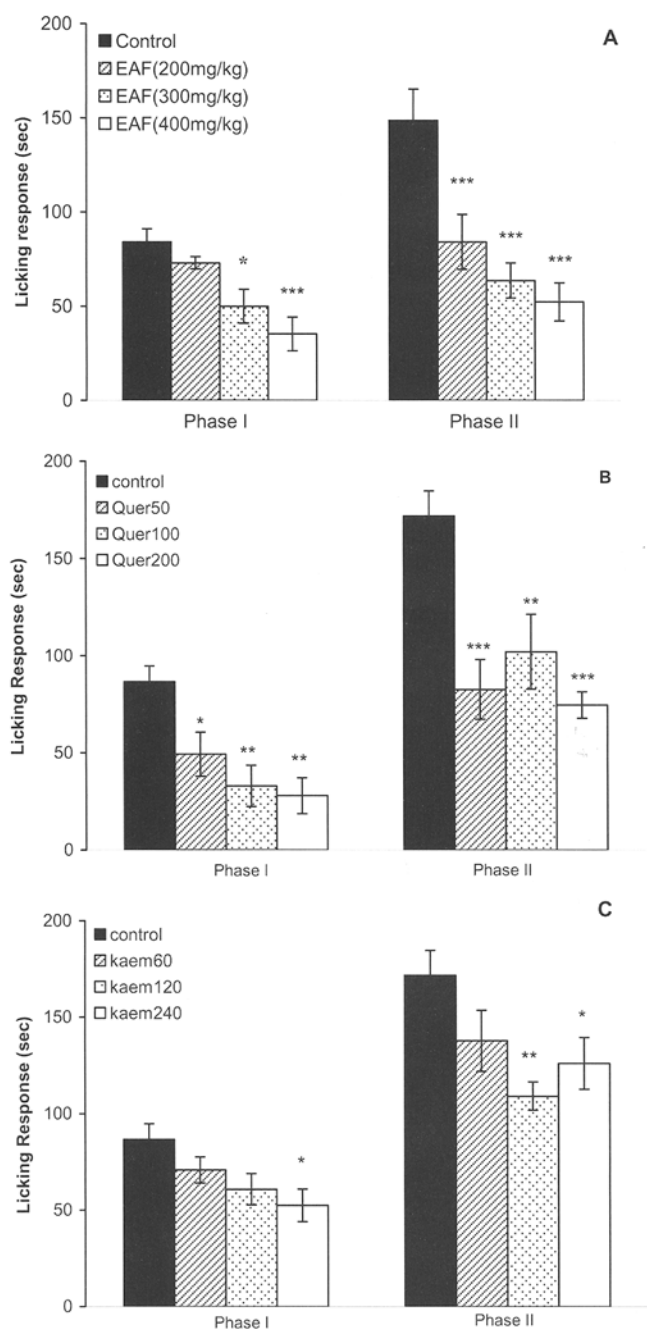 A
Control
EAF(200mg/kg)
EAF(300mg/kg)
EAF(400mg/kg)
Licking response (sec)
200
150
100
50
0
*
***
***
***
***
Phase I
Phase II
B
control
Quer50
Quer100
Quer200
Licking Response (sec)
200
150
100
50
0
*
**
**
***
**
***
Phase I
Phase II
C
control
kaem60
kaem120
kaem240
Licking Response (sec)
200
150
100
50
0
*
**
*
Phase I
Phase II